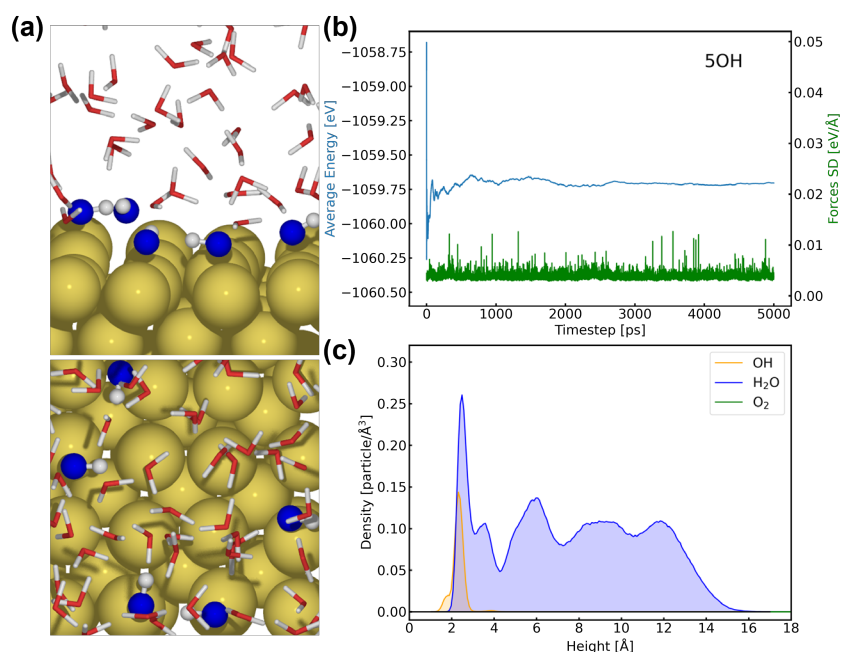 (a)
(b)
5OH
−1058.75
−1059.00
−1059.25
−1059.50
−1059.75
−1060.00
−1060.25
−1060.50
Average Energy [eV]
0.05
0.04
0.03
0.02
0.01
0.00
Forces SD [eV/Å]
0 1000 2000 3000 4000 5000
Timestep [ps]
(c)
OH
H₂O
O₂
0.30
0.25
0.20
0.15
0.10
0.05
0.00
Density [particle/Å³]
0 2 4 6 8 10 12 14 16 18
Height [Å]